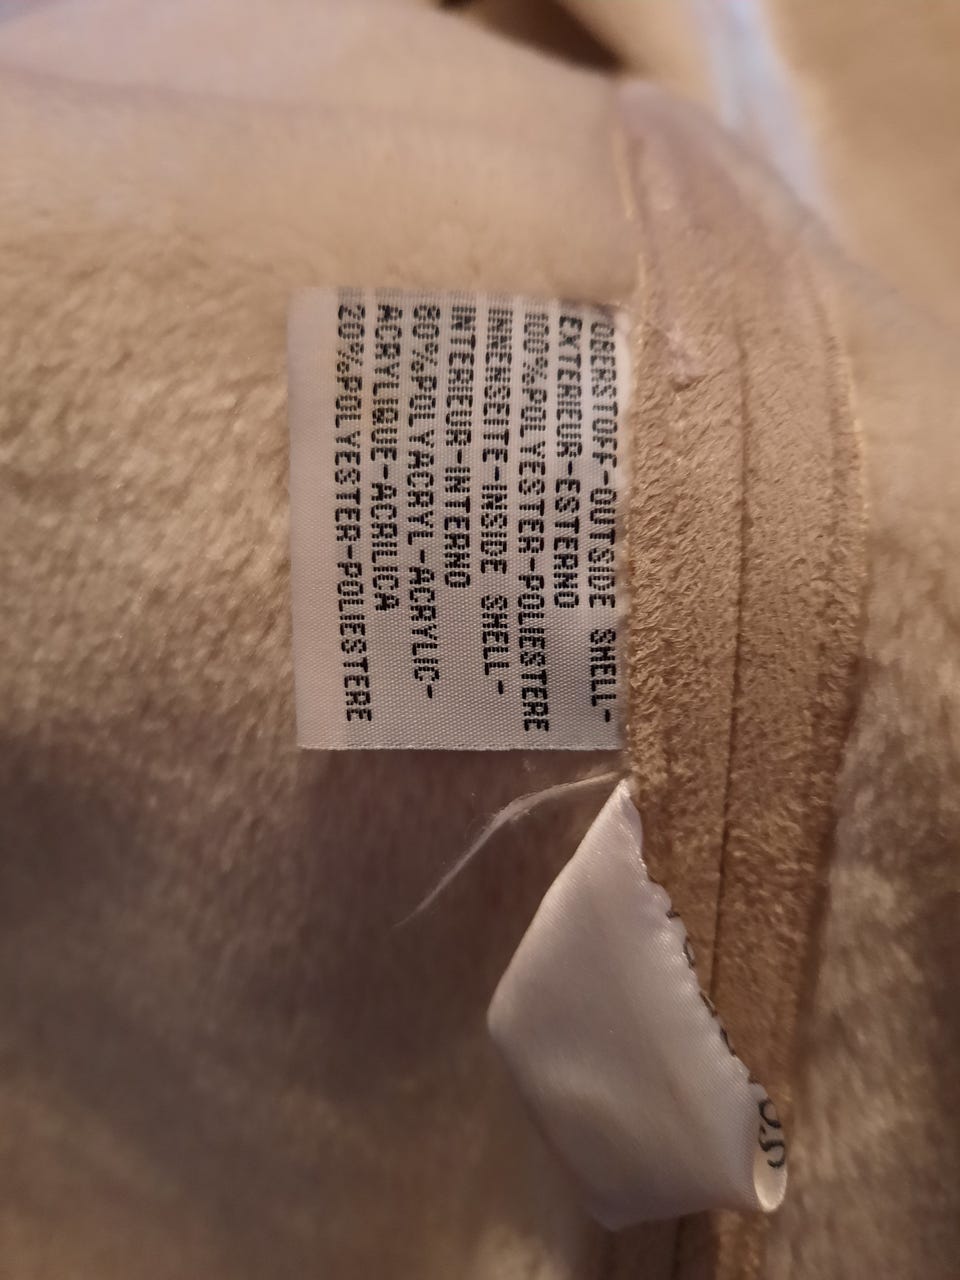 OBERSTOFF-OUTSIDE SHELL-
EXTERIEUR-ESTERNO
100%POLYESTER-POLIESTERE
INNENSEITE-INSIDE SHELL-
INTERIEUR-INTERNO
80%POLYACRYL-ACRYLIC-
ACRYLIQUE-ACRILICA
20%POLYESTER-POLIESTERE